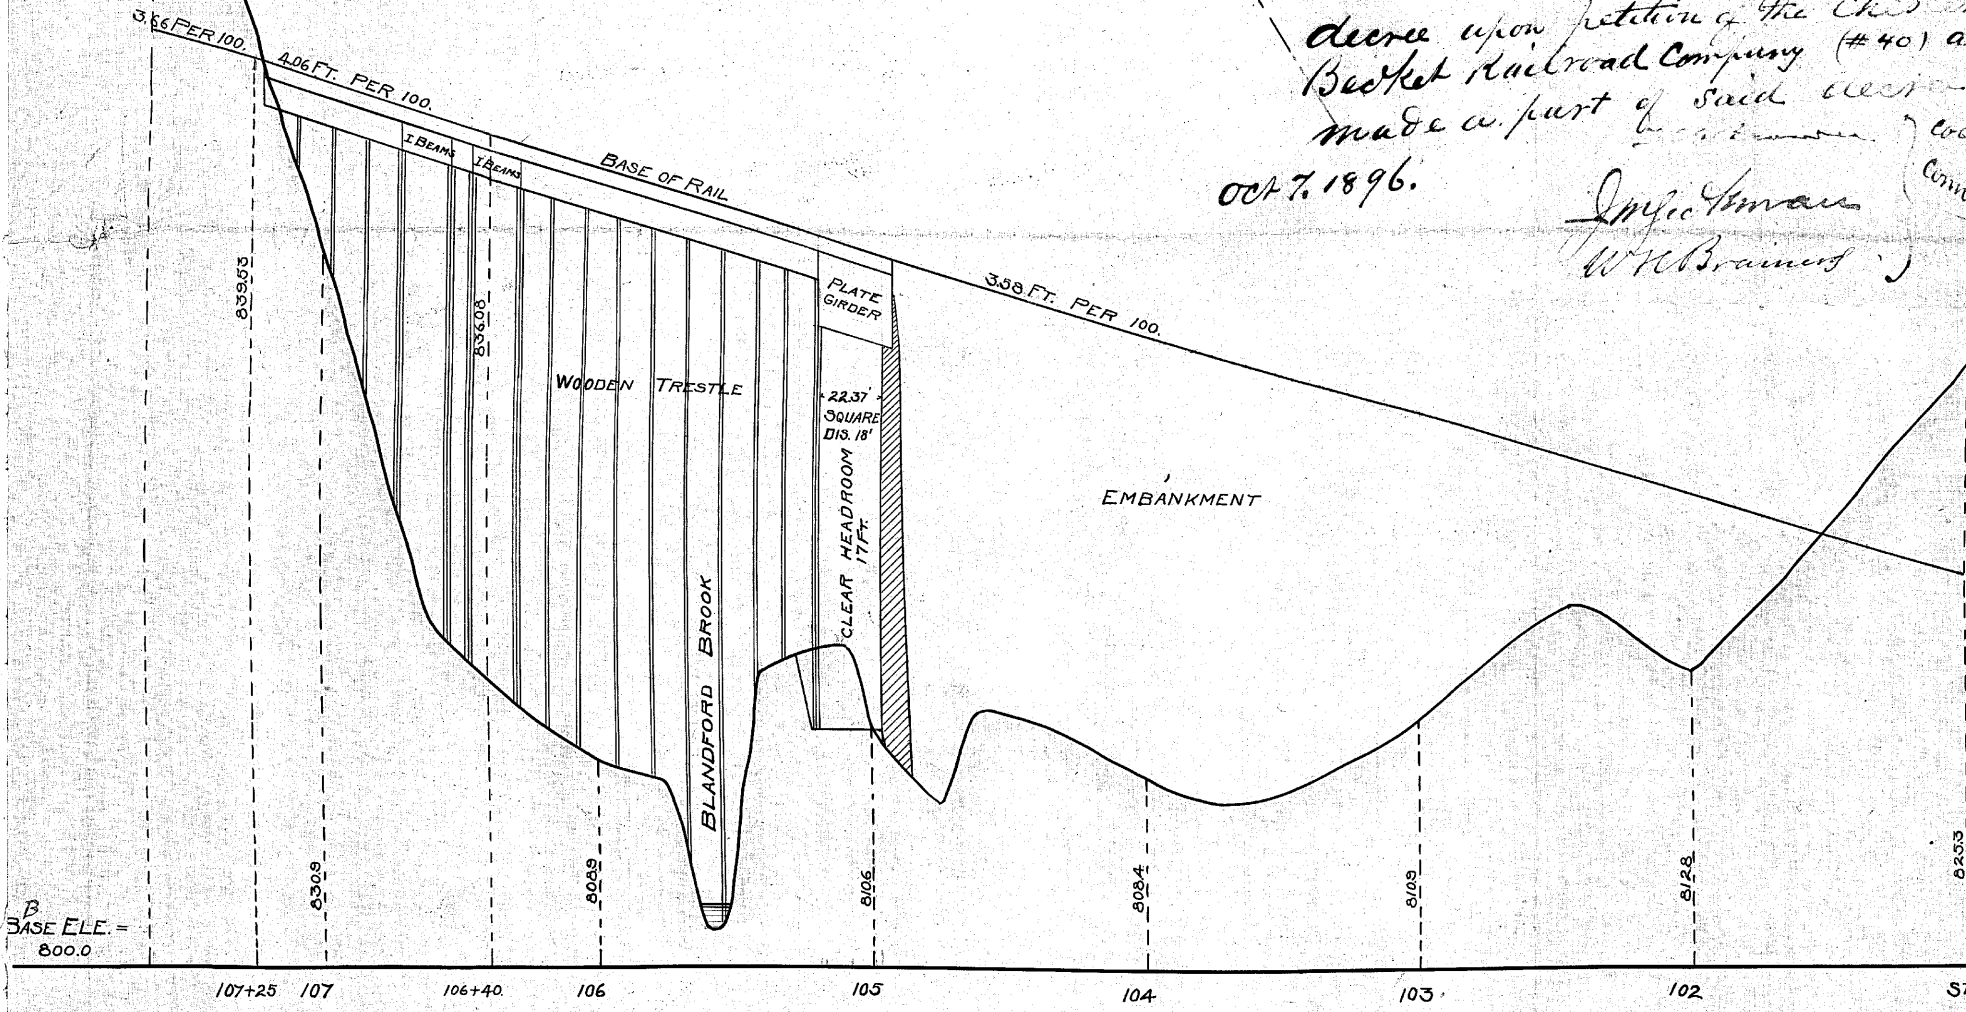 decree upon petition of the
Becket Railroad Company (#40) a
made a part of said decre
Oct 7. 1896.
W H Brainerd
3.66 PER 100.
4.06 FT. PER 100.
I BEAMS
I BEAMS
BASE OF RAIL
3.58 FT. PER 100.
PLATE
GIRDER
WOODEN TRESTLE
22.37'
SQUARE
DIS. 18'
CLEAR HEADROOM
17 FT.
EMBANKMENT
BLANDFORD BROOK
839.53
836.08
830.9
808.9
810.6
808.4
810.9
812.8
825.3
B
BASE ELE. =
800.0
107+25 107 106+40. 106 105 104 103 102 ST